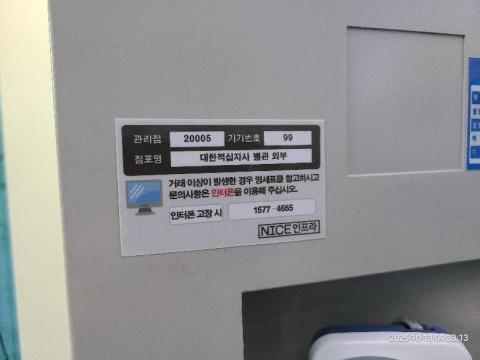 관리점 20005 기기번호 99
점포명 대한적십자사 별관 외부
거래 이상이 발생한 경우 명세표를 참고하시고
문의사항은 인터폰을 이용해 주십시오.
인터폰 고장 시 1577-4655
NICE인프라
2025-10-13 09:33:13